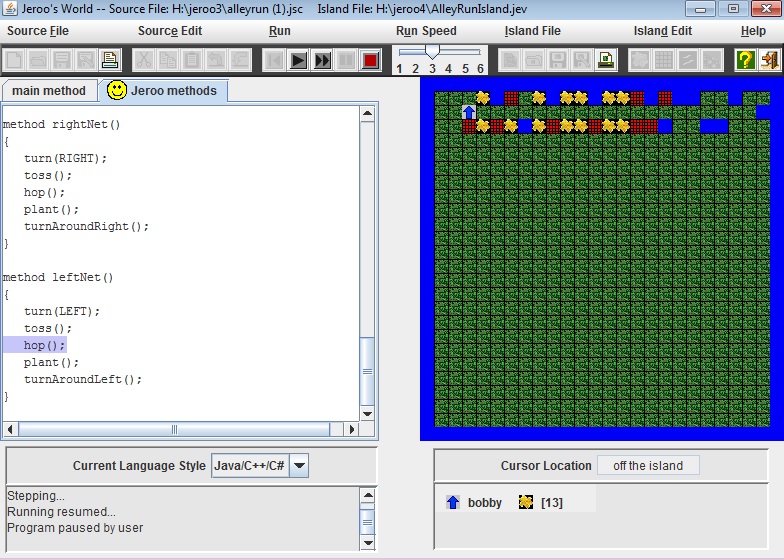 Jeroo's World -- Source File: H:\jeroo3\alleyrun (1).jsc     Island File: H:\jeroo4\AlleyRunIsland.jev
Source File Source Edit Run Run Speed Island File Island Edit Help
1 2 3 4 5 6
main method Jeroo methods
method rightNet()
{
turn(RIGHT);
toss();
hop();
plant();
turnAroundRight();
}
method leftNet()
{
turn(LEFT);
toss();
hop();
plant();
turnAroundLeft();
}
Current Language Style Java/C++/C#
Stepping...
Running resumed...
Program paused by user
Cursor Location off the island
bobby [13]